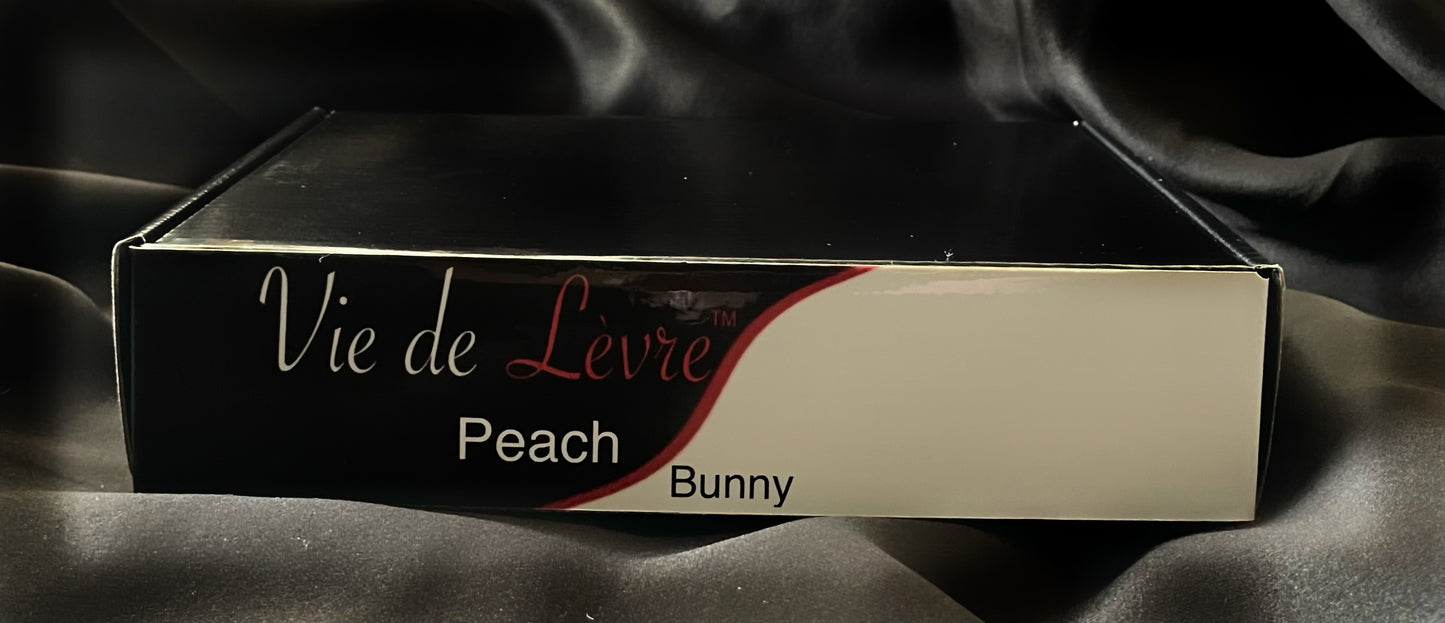 Vie de Lèvre™
Peach
Bunny